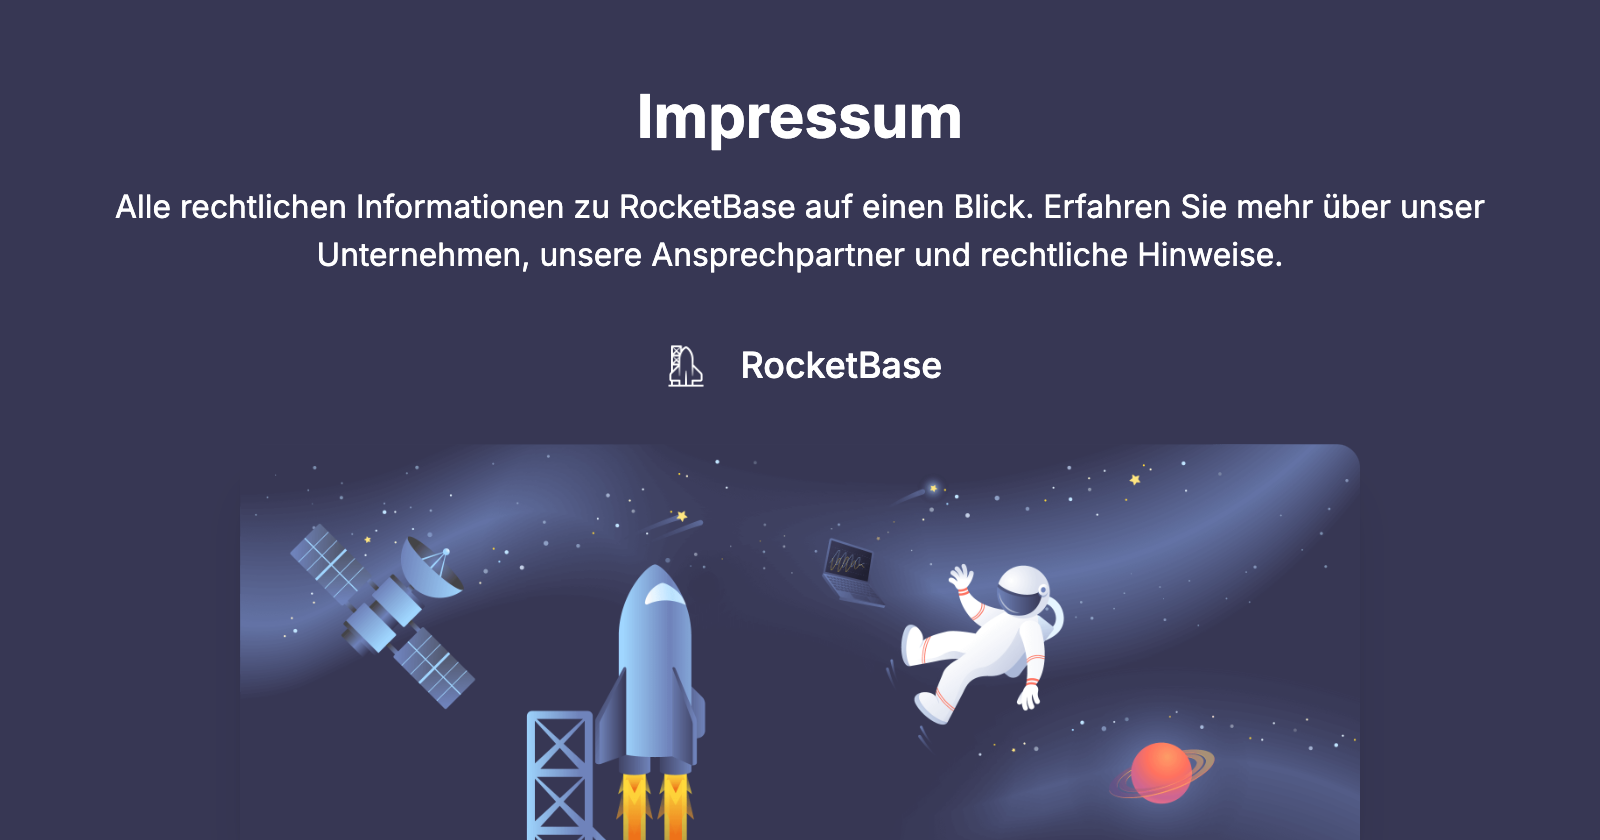 Impressum
Alle rechtlichen Informationen zu RocketBase auf einen Blick. Erfahren Sie mehr über unser
Unternehmen, unsere Ansprechpartner und rechtliche Hinweise.
RocketBase